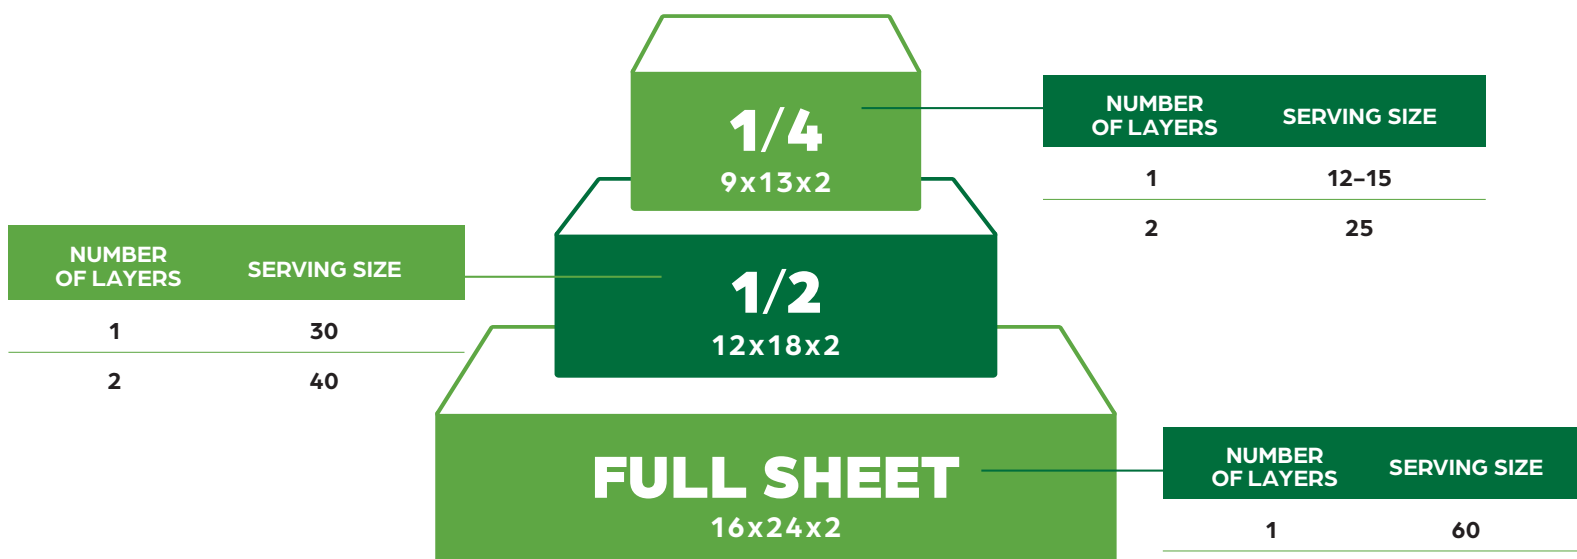 1/4
9x13x2
NUMBER
OF LAYERS
SERVING SIZE
1 12–15
2 25
NUMBER
OF LAYERS
SERVING SIZE
1 30
2 40
1/2
12x18x2
FULL SHEET
16x24x2
NUMBER
OF LAYERS
SERVING SIZE
1 60